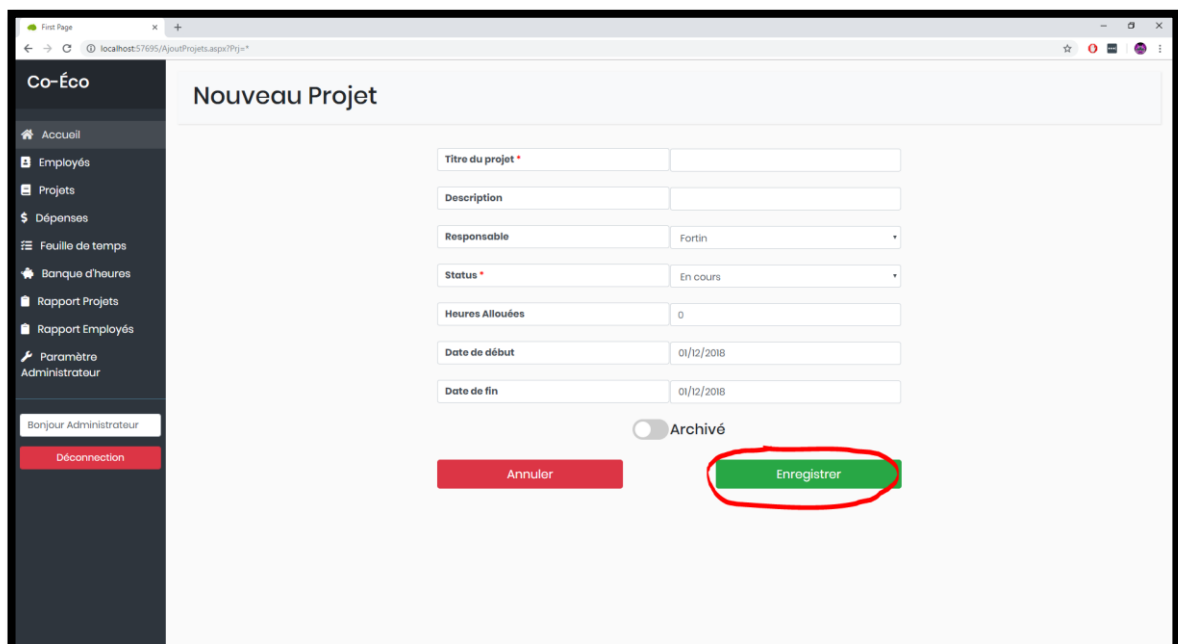 First Page
localhost:57695/AjoutProjets.aspx?Prj=*
Co-Éco
Nouveau Projet
Accueil
Employés
Projets
Dépenses
Feuille de temps
Banque d'heures
Rapport Projets
Rapport Employés
Paramètre
Administrateur
Bonjour Administrateur
Déconnection
Titre du projet *
Description
Responsable Fortin
Status * En cours
Heures Allouées 0
Date de début 01/12/2018
Date de fin 01/12/2018
Archivé
Annuler Enregistrer